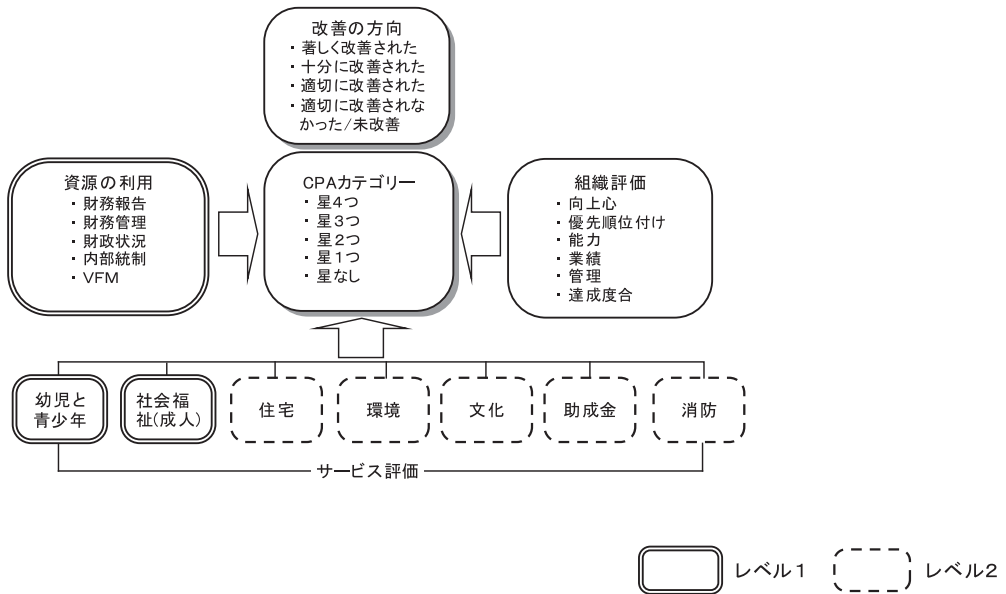 改善の方向
・著しく改善された
・十分に改善された
・適切に改善された
・適切に改善されな
かった/未改善
資源の利用
・財務報告
・財務管理
・財政状況
・内部統制
・VFM
CPAカテゴリー
・星4つ
・星3つ
・星2つ
・星1つ
・星なし
組織評価
・向上心
・優先順位付け
・能力
・業績
・管理
・達成度合
幼児と
青少年
社会福
祉(成人)
住宅
環境
文化
助成金
消防
サービス評価
レベル1
レベル2